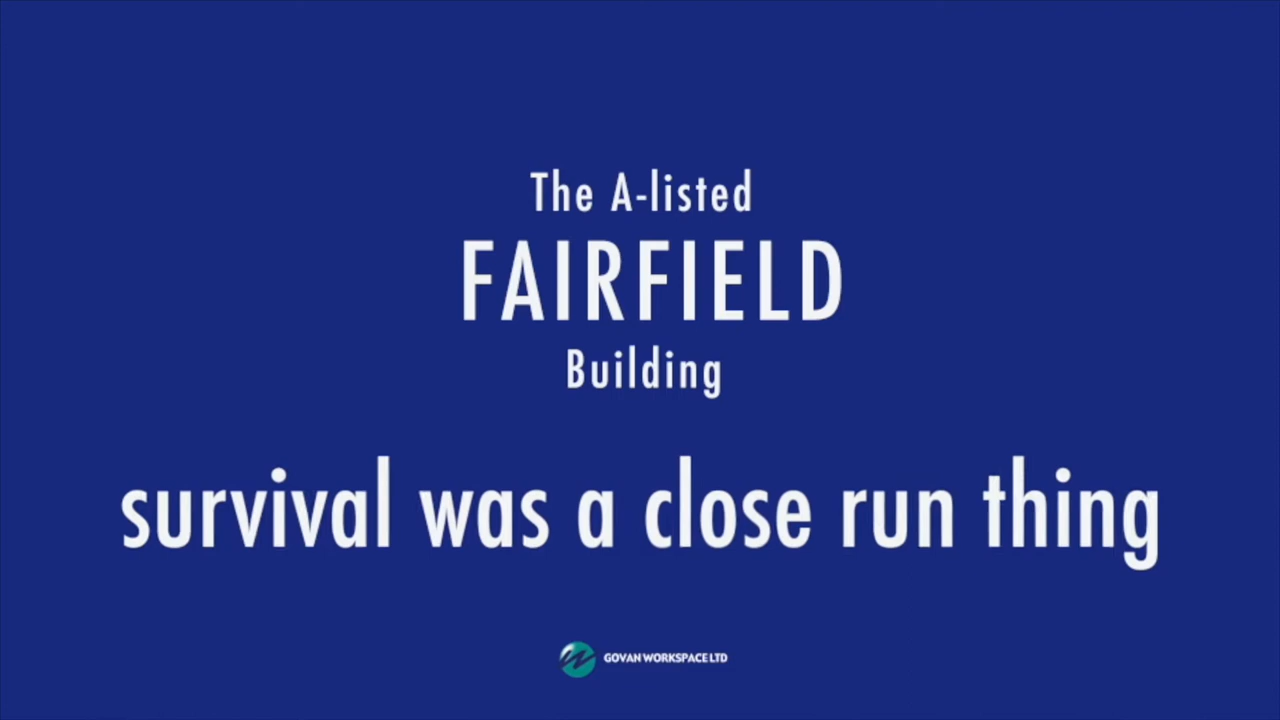 The A-listed
FAIRFIELD
Building
survival was a close run thing
GOVAN WORKSPACE LTD